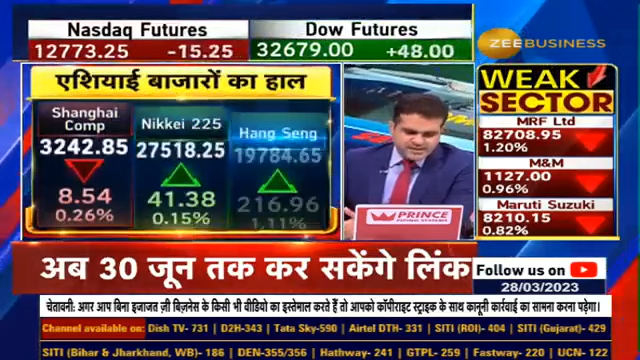 Nasdaq Futures
12773.25 -15.25
Dow Futures
32679.00 +48.00
ZEEBUSINESS
एशियाई बाजारों का हाल
Shanghai Comp
3242.85
8.54
0.26%
Nikkei 225
27518.25
41.38
0.15%
Hang Seng
19784.65
216.96
1.11%
PRINCE
WEAK
SECTOR
MRF Ltd
82708.95
1.20%
M&M
1127.00
0.96%
Maruti Suzuki
8210.15
0.82%
अब 30 जून तक कर सकेंगे लिंक
Follow us on
28/03/2023
चेतावनी: अगर आप बिना इजाजत ज़ी बिज़नेस के किसी भी वीडियो का इस्तेमाल करते हैं तो आपको कॉपीराइट स्ट्राइक के साथ कानूनी कार्रवाई का सामना करना पड़ेगा।
Channel available on: Dish TV- 731 | D2H-343 | Tata Sky-590 | Airtel DTH- 331 | SITI (ROI)- 404 | SITI (Gujarat)- 429
SITI (Bihar & Jharkhand, WB)- 186 | DEN-355/356 | Hathway- 241 | GTPL- 259 | Fastway- 220 | UCN-122